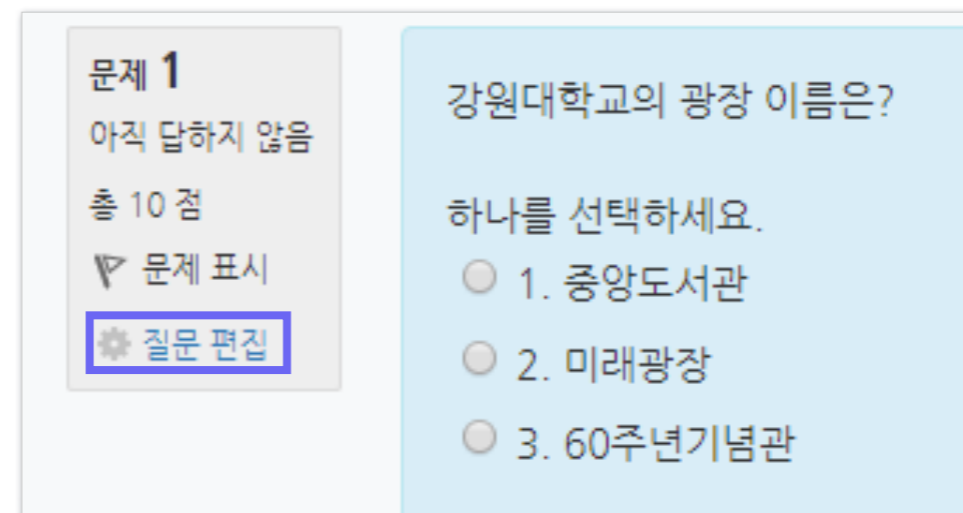 문제 1
아직 답하지 않음
총 10 점
문제 표시
질문 편집
강원대학교의 광장 이름은?
하나를 선택하세요.
1. 중앙도서관
2. 미래광장
3. 60주년기념관